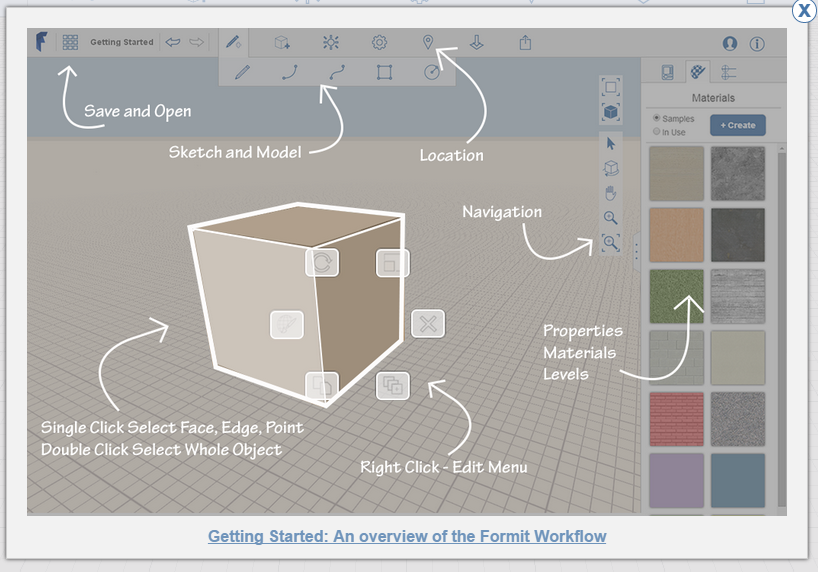 X
Getting Started
Save and Open
Sketch and Model
Location
Materials
Samples
In Use
+ Create
Navigation
Properties
Materials
Levels
Single Click Select Face, Edge, Point
Double Click Select Whole Object
Right Click - Edit Menu
Getting Started: An overview of the Formit Workflow